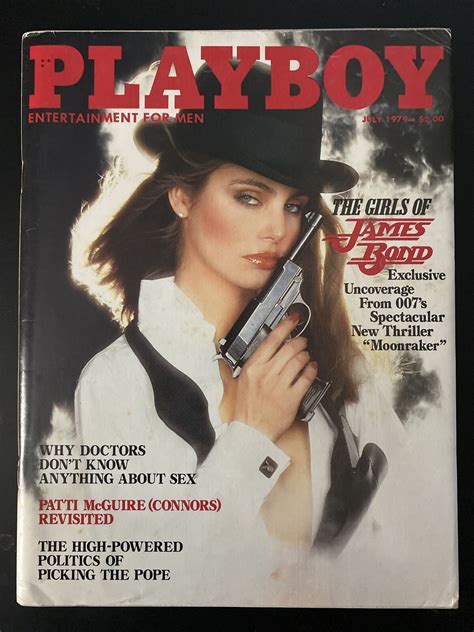 PLAYBOY
ENTERTAINMENT FOR MEN
JULY 1979 • $2.00
THE GIRLS OF
JAMES
BOND
Exclusive
Uncoverage
From 007's
Spectacular
New Thriller
"Moonraker"
WHY DOCTORS
DON'T KNOW
ANYTHING ABOUT SEX
PATTI McGUIRE (CONNORS)
REVISITED
THE HIGH-POWERED
POLITICS OF
PICKING THE POPE